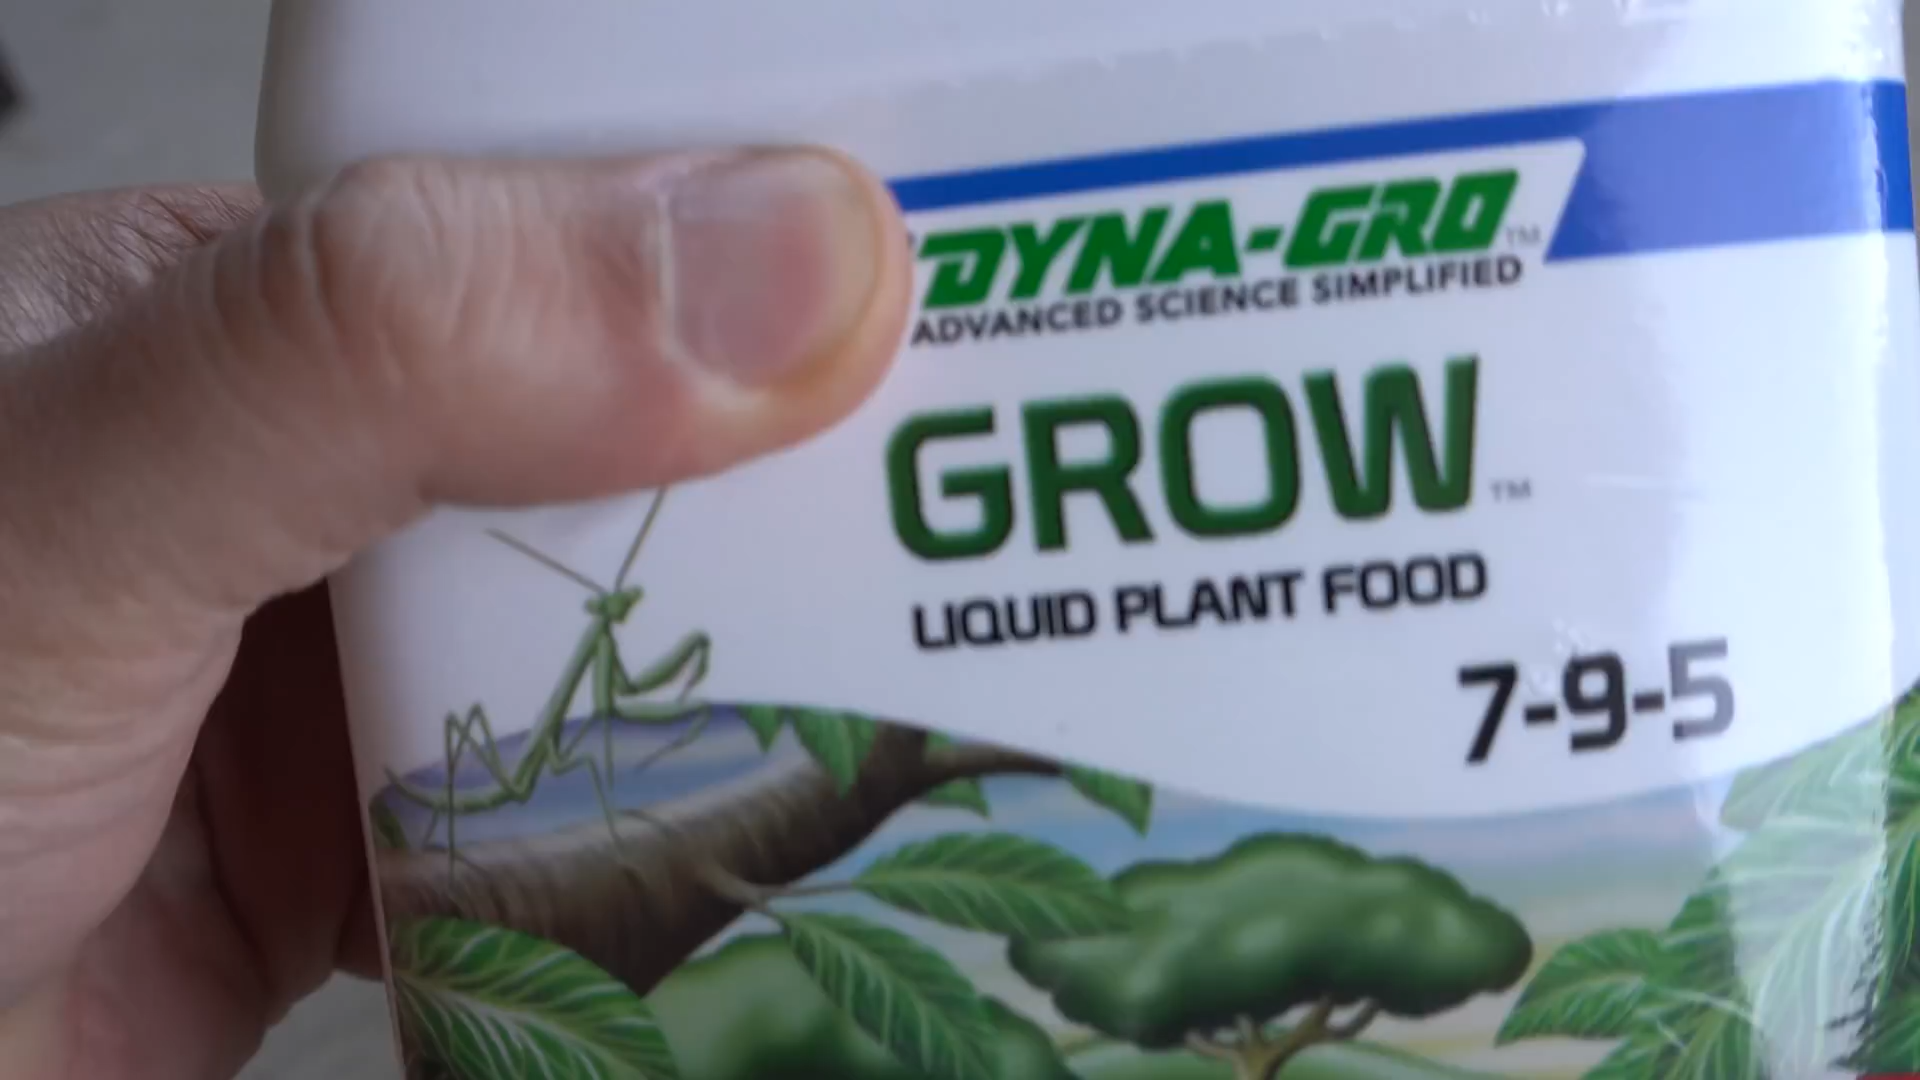 DYNA-GRO™
ADVANCED SCIENCE SIMPLIFIED
GROW™
LIQUID PLANT FOOD
7-9-5